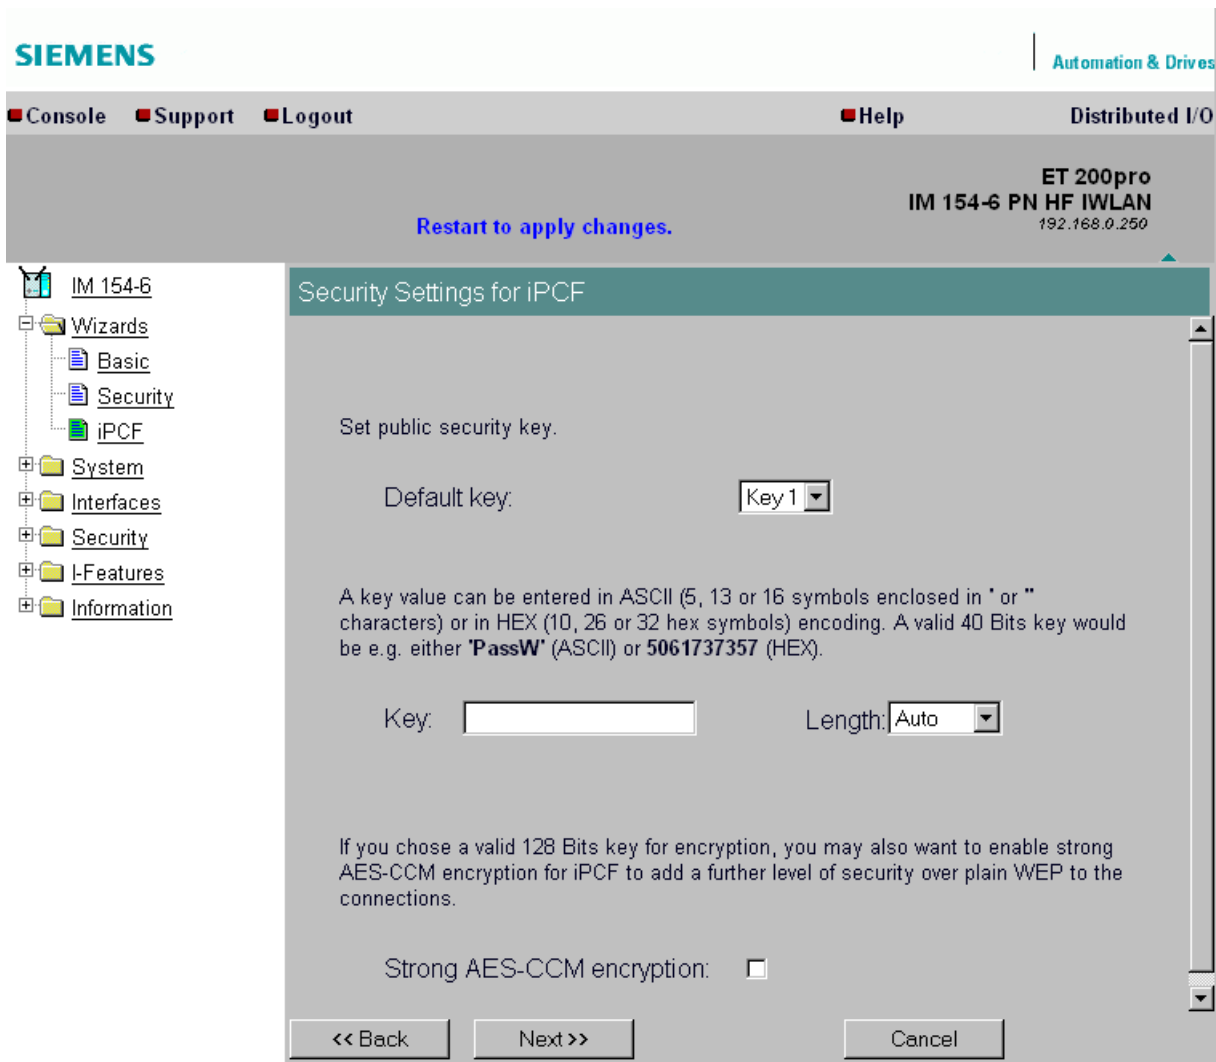 SIEMENS
Automation & Drives
Console Support Logout Help Distributed I/O
ET 200pro
IM 154-6 PN HF IWLAN
192.168.0.250
Restart to apply changes.
IM 154-6
Wizards
Basic
Security
iPCF
System
Interfaces
Security
I-Features
Information
Security Settings for iPCF
Set public security key.
Default key: Key 1
A key value can be entered in ASCII (5, 13 or 16 symbols enclosed in ' or "
characters) or in HEX (10, 26 or 32 hex symbols) encoding. A valid 40 Bits key would
be e.g. either 'PassW' (ASCII) or 5061737357 (HEX).
Key: Length: Auto
If you chose a valid 128 Bits key for encryption, you may also want to enable strong
AES-CCM encryption for iPCF to add a further level of security over plain WEP to the
connections.
Strong AES-CCM encryption:
<< Back Next >> Cancel